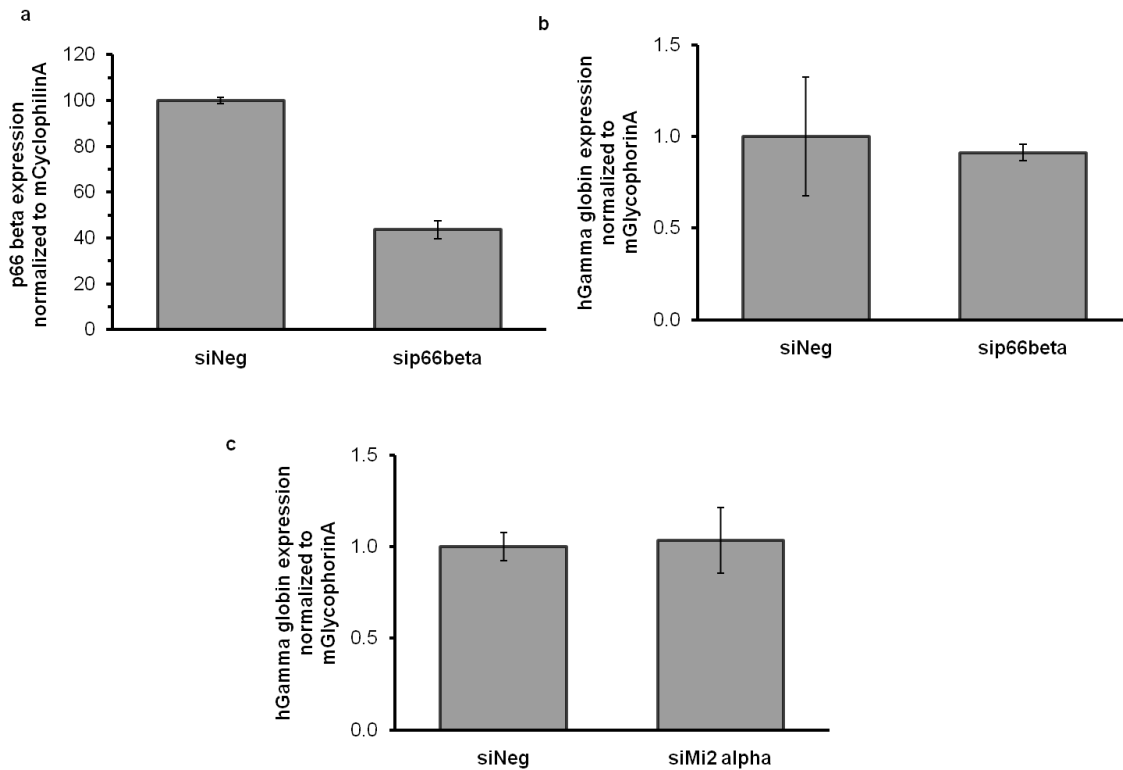 a
p66 beta expression
normalized to mCyclophilinA
120
100
80
60
40
20
0
siNeg
sip66beta
b
hGamma globin expression
normalized to
mGlycophorinA
1.5
1.0
0.5
0.0
siNeg
sip66beta
c
hGamma globin expression
normalized to
mGlycophorinA
1.5
1.0
0.5
0.0
siNeg
siMi2 alpha